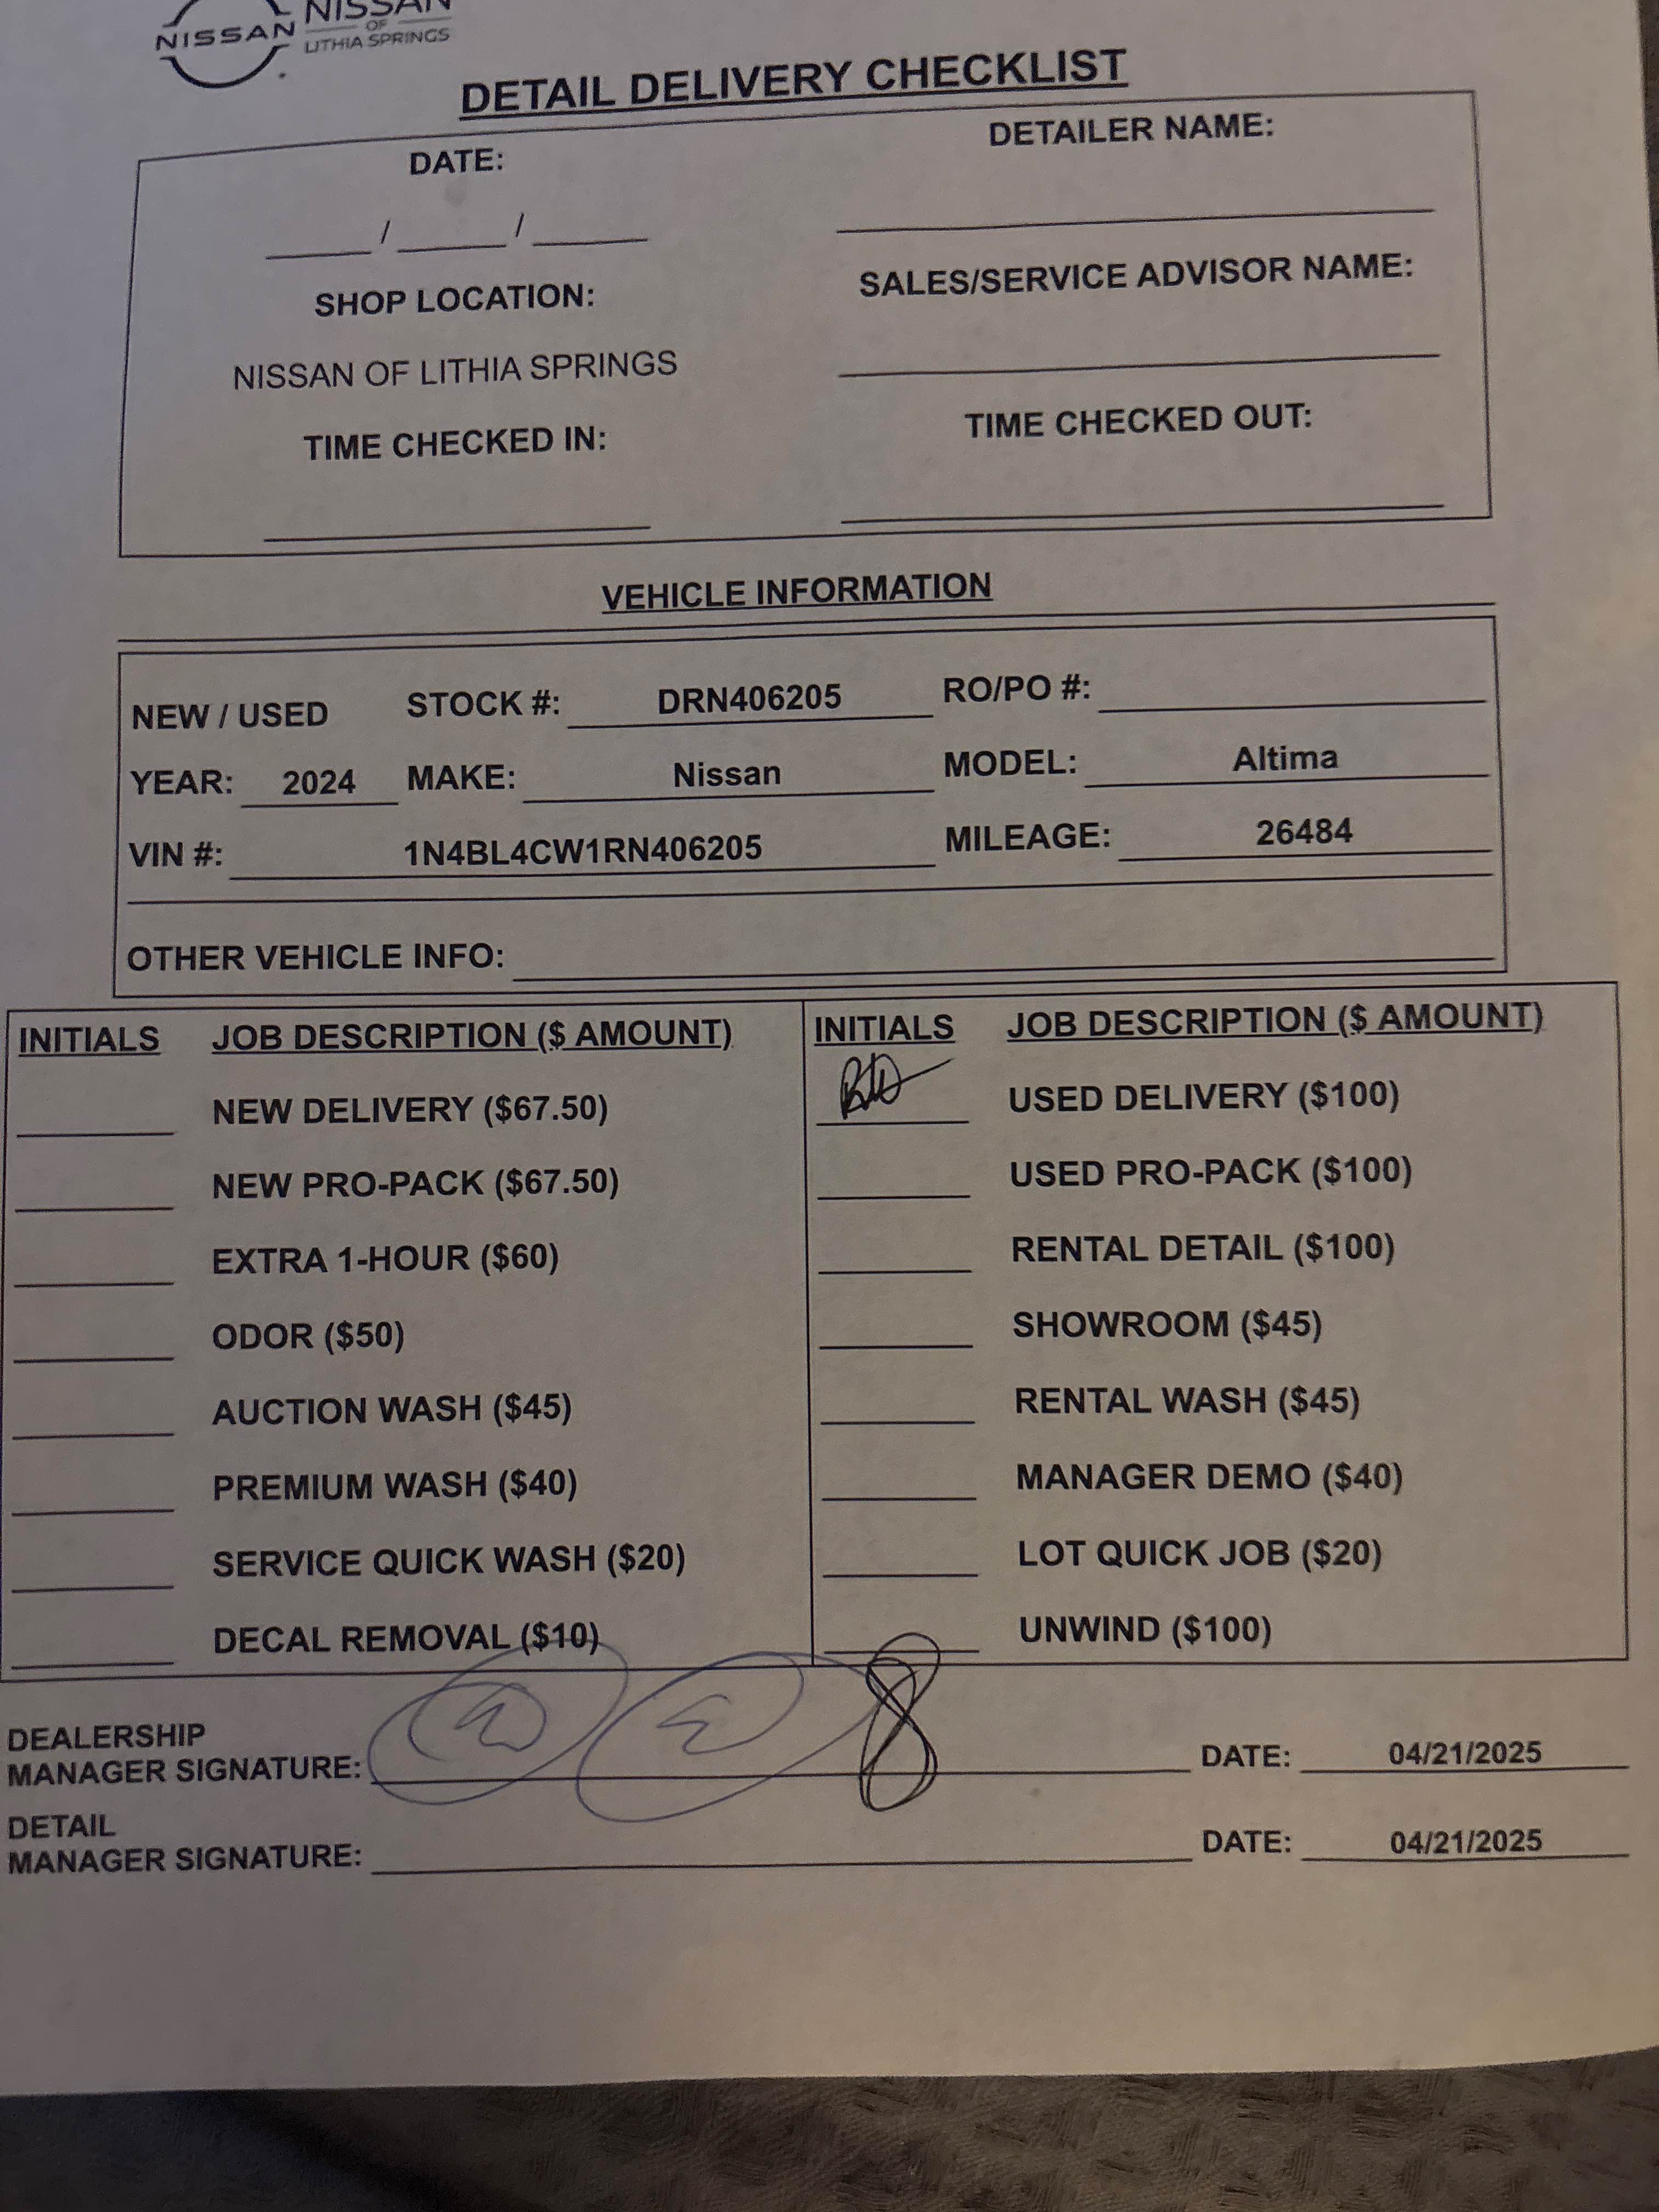 NISSAN
NISSAN
OF
LITHIA SPRINGS
DETAIL DELIVERY CHECKLIST
DATE:
DETAILER NAME:
____ / ____ / ____
SHOP LOCATION:
SALES/SERVICE ADVISOR NAME:
NISSAN OF LITHIA SPRINGS
TIME CHECKED IN:
TIME CHECKED OUT:
VEHICLE INFORMATION
NEW / USED STOCK #: DRN406205 RO/PO #:
YEAR: 2024 MAKE: Nissan MODEL: Altima
VIN #: 1N4BL4CW1RN406205 MILEAGE: 26484
OTHER VEHICLE INFO:
INITIALS JOB DESCRIPTION ($ AMOUNT) INITIALS JOB DESCRIPTION ($ AMOUNT)
NEW DELIVERY ($67.50) USED DELIVERY ($100)
NEW PRO-PACK ($67.50) USED PRO-PACK ($100)
EXTRA 1-HOUR ($60) RENTAL DETAIL ($100)
ODOR ($50) SHOWROOM ($45)
AUCTION WASH ($45) RENTAL WASH ($45)
PREMIUM WASH ($40) MANAGER DEMO ($40)
SERVICE QUICK WASH ($20) LOT QUICK JOB ($20)
DECAL REMOVAL ($10) UNWIND ($100)
DEALERSHIP
MANAGER SIGNATURE: DATE: 04/21/2025
DETAIL
MANAGER SIGNATURE: DATE: 04/21/2025